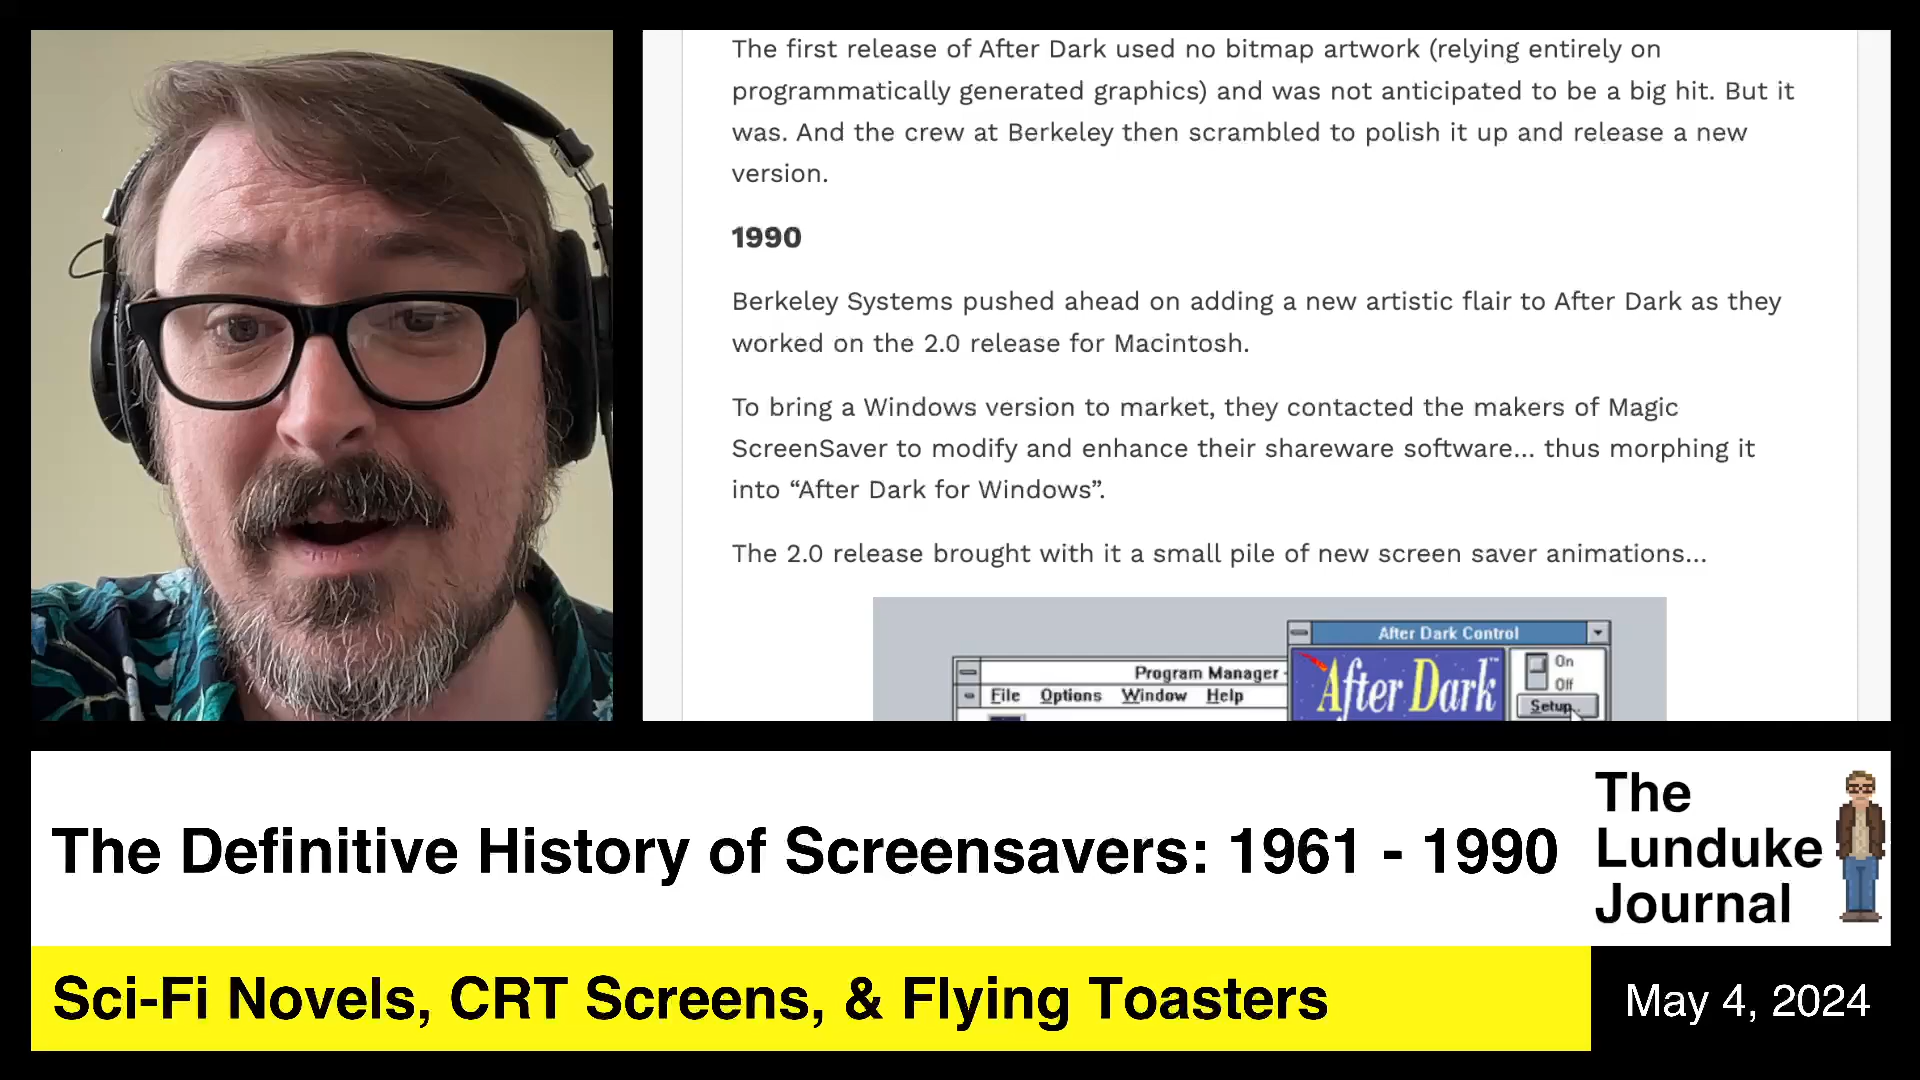 The first release of After Dark used no bitmap artwork (relying entirely on
programmatically generated graphics) and was not anticipated to be a big hit. But it
was. And the crew at Berkeley then scrambled to polish it up and release a new
version.
1990
Berkeley Systems pushed ahead on adding a new artistic flair to After Dark as they
worked on the 2.0 release for Macintosh.
To bring a Windows version to market, they contacted the makers of Magic
ScreenSaver to modify and enhance their shareware software… thus morphing it
into “After Dark for Windows”.
The 2.0 release brought with it a small pile of new screen saver animations…
After Dark Control
Program Manager -
File Options Window Help
After Dark™
On
Off
Setup..
The Definitive History of Screensavers: 1961 - 1990
The
Lunduke
Journal
Sci-Fi Novels, CRT Screens, & Flying Toasters
May 4, 2024